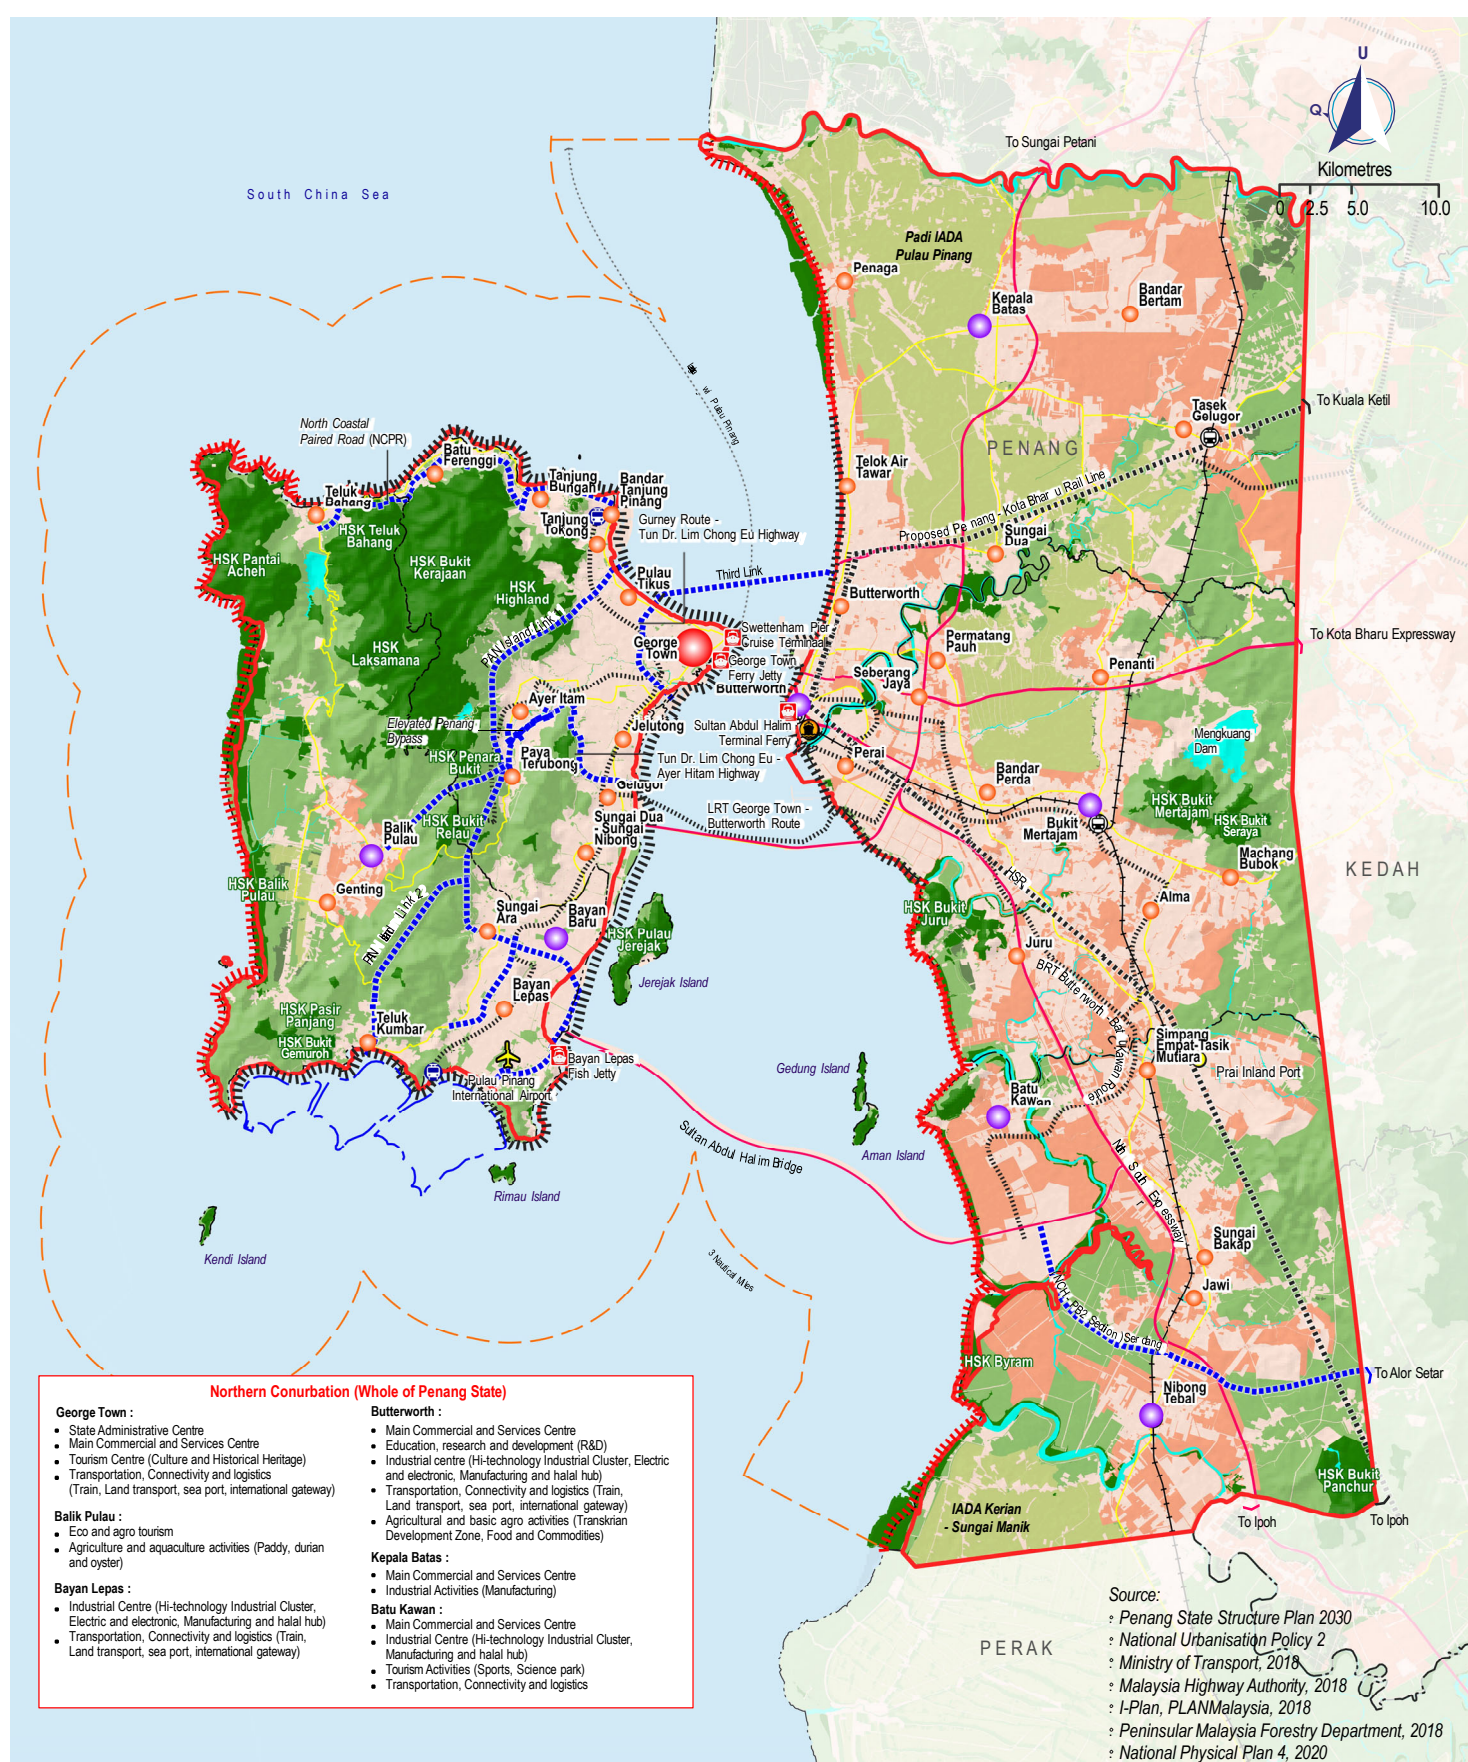 U
Q
Kilometres
0 2.5 5.0 10.0
To Sungai Petani
South China Sea
Padi IADA
Pulau Pinang
Penaga
Kepala
Batas
Bandar
Bertam
To Kuala Ketil
Tasek
Gelugor
PENANG
North Coastal
Paired Road (NCPR)
Pulau Pinang
Batu
Ferenggi
Teluk
Bahang
Tanjung
Bungah
Bandar
Tanjung
Pinang
Tanjung
Tokong
Telok Air
Tawar
Gurney Route -
Tun Dr. Lim Chong Eu Highway
Proposed Penang - Kota Bharu Rail Line
Sungai
Dua
HSK Teluk
Bahang
HSK Pantai
Acheh
HSK Bukit
Kerajaan
HSK
Highland
Pulau
Tikus
Third Link
Butterworth
PAN Island Link 1
HSK
Laksamana
George
Town
Swettenham Pier
Cruise Terminaal
George Town
Ferry Jetty
Butterworth
Permatang
Pauh
Seberang
Jaya
Penanti
To Kota Bharu Expressway
Ayer Itam
Elevated Penang
Bypass
Jelutong
Sultan Abdul Halim
Terminal Ferry
Mengkuang
Dam
HSK Penara
Bukit
Paya
Terubong
Tun Dr. Lim Chong Eu -
Ayer Hitam Highway
Perai
Bandar
Perda
Gelugor
LRT George Town -
Butterworth Route
HSK Bukit
Mertajam
HSK Bukit
Seraya
HSK Bukit
Relau
Sungai Dua
- Sungai
Nibong
Bukit
Mertajam
Balik
Pulau
Machang
Bubok
KEDAH
HSR
Genting
HSK Balik
Pulau
Link 2
Sungai
Ara
Bayan
Baru
HSK Bukit
Juru
Alma
HSK Pulau
Jerejak
Juru
Jerejak Island
BRT Butterworth - Batu Kawan Route
Bayan
Lepas
HSK Pasir
Panjang
HSK Bukit
Gemuroh
Teluk
Kumbar
Simpang
Empat-Tasik
Mutiara
Prai Inland Port
Bayan Lepas
Fish Jetty
Pulau Pinang
International Airport
Gedung Island
Batu
Kawan
Sultan Abdul Halim Bridge
Aman Island
Rimau Island
Kendi Island
3 Nautical Miles
Sungai
Bakap
Jawi
HSK Byram
To Alor Setar
Nibong
Tebal
HSK Bukit
Panchur
IADA Kerian
- Sungai Manik
To Ipoh
To Ipoh
PERAK
Northern Conurbation (Whole of Penang State)
George Town :
• State Administrative Centre
• Main Commercial and Services Centre
• Tourism Centre (Culture and Historical Heritage)
• Transportation, Connectivity and logistics
(Train, Land transport, sea port, international gateway)
Balik Pulau :
• Eco and agro tourism
• Agriculture and aquaculture activities (Paddy, durian
and oyster)
Bayan Lepas :
• Industrial Centre (Hi-technology Industrial Cluster,
Electric and electronic, Manufacturing and halal hub)
• Transportation, Connectivity and logistics (Train,
Land transport, sea port, international gateway)
Butterworth :
• Main Commercial and Services Centre
• Education, research and development (R&D)
• Industrial centre (Hi-technology Industrial Cluster, Electric
and electronic, Manufacturing and halal hub)
• Transportation, Connectivity and logistics (Train,
Land transport, sea port, international gateway)
• Agricultural and basic agro activities (Transkrian
Development Zone, Food and Commodities)
Kepala Batas :
• Main Commercial and Services Centre
• Industrial Activities (Manufacturing)
Batu Kawan :
• Main Commercial and Services Centre
• Industrial Centre (Hi-technology Industrial Cluster,
Manufacturing and halal hub)
• Tourism Activities (Sports, Science park)
• Transportation, Connectivity and logistics
Source:
• Penang State Structure Plan 2030
• National Urbanisation Policy 2
• Ministry of Transport, 2018
• Malaysia Highway Authority, 2018
• I-Plan, PLANMalaysia, 2018
• Peninsular Malaysia Forestry Department, 2018
• National Physical Plan 4, 2020